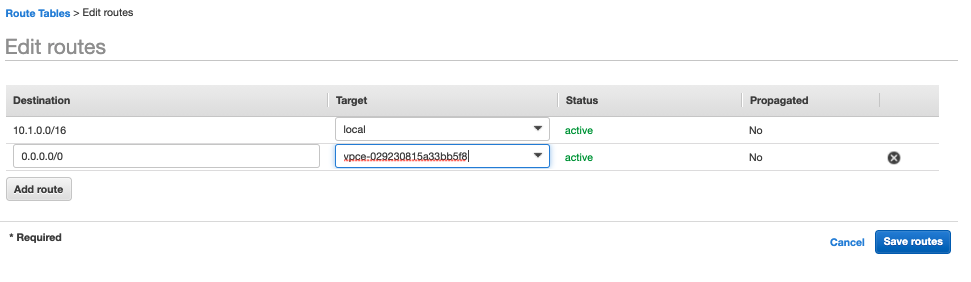 Route Tables > Edit routes
Edit routes
Destination Target Status Propagated
10.1.0.0/16 local active No
0.0.0.0/0 vpce-029230815a33bb5f8 active No
Add route
* Required
Cancel Save routes